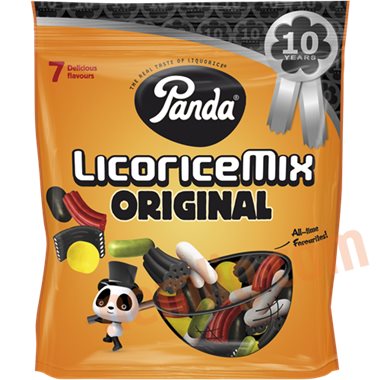 10
YEARS
7 Delicious
flavours
THE REAL TASTE OF LIQUORICE
Panda
LICORICEMIX
ORIGINAL
All-time
Favourites!